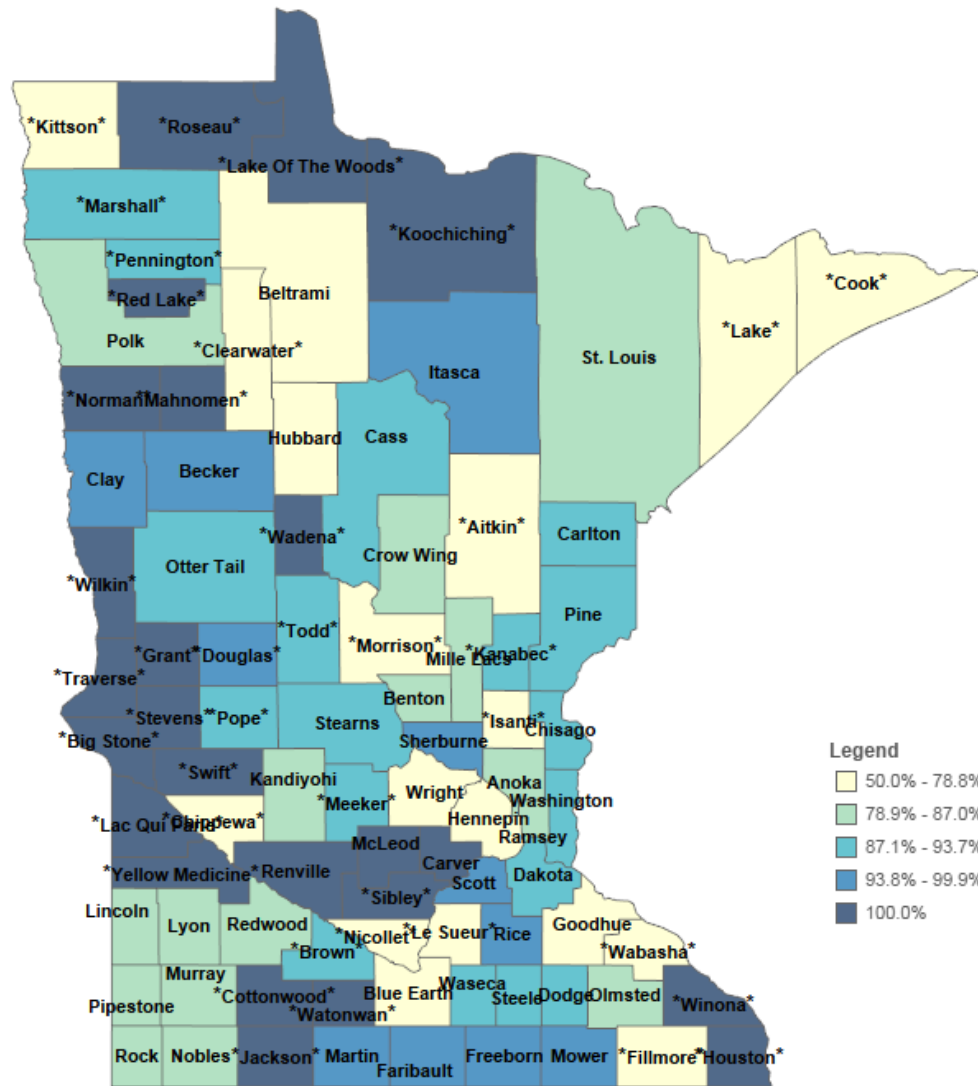 *Kittson*
*Roseau*
*Lake Of The Woods*
*Marshall*
*Koochiching*
*Pennington*
*Red Lake*
Beltrami
*Cook*
*Lake*
Polk
*Clearwater*
St. Louis
Itasca
*Norman*
*Mahnomen*
Hubbard
Cass
Clay
Becker
*Wadena*
*Aitkin*
Carlton
Crow Wing
Otter Tail
*Wilkin*
Pine
*Todd*
*Morrison*
*Grant*
*Douglas*
Mille Lacs
*Kanabec*
*Traverse*
Benton
*Stevens*
*Pope*
Stearns
*Isanti*
Chisago
*Big Stone*
Sherburne
*Swift*
Kandiyohi
*Meeker*
Wright
Anoka
Washington
Hennepin
*Lac Qui Parle*
*Chippewa*
Ramsey
McLeod
Carver
*Yellow Medicine*
Renville
*Sibley*
Scott
Dakota
Lincoln
Lyon
Redwood
*Nicollet*
*Le Sueur*
Rice
Goodhue
*Wabasha*
*Brown*
Murray
Pipestone
*Cottonwood*
*Watonwan*
Blue Earth
Waseca
Steele
Dodge
Olmsted
*Winona*
Rock
Nobles
*Jackson*
Martin
Faribault
Freeborn
Mower
*Fillmore*
*Houston*
Legend
50.0% - 78.8%
78.9% - 87.0%
87.1% - 93.7%
93.8% - 99.9%
100.0%